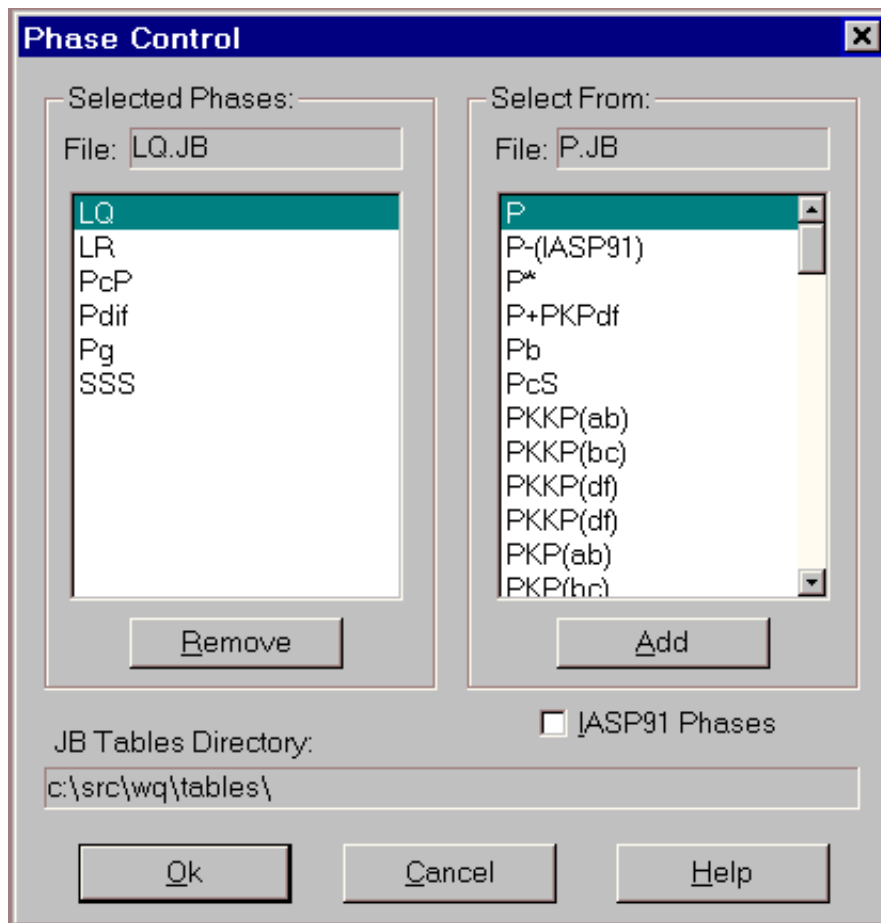 Phase Control
Selected Phases:
File: LQ.JB
LQ
LR
PcP
Pdif
Pg
SSS
Remove
Select From:
File: P.JB
P
P-(IASP91)
P*
P+PKPdf
Pb
PcS
PKKP(ab)
PKKP(bc)
PKKP(df)
PKKP(df)
PKP(ab)
PKP(bc)
Add
IASP91 Phases
JB Tables Directory:
c:\src\wq\tables\
Ok
Cancel
Help